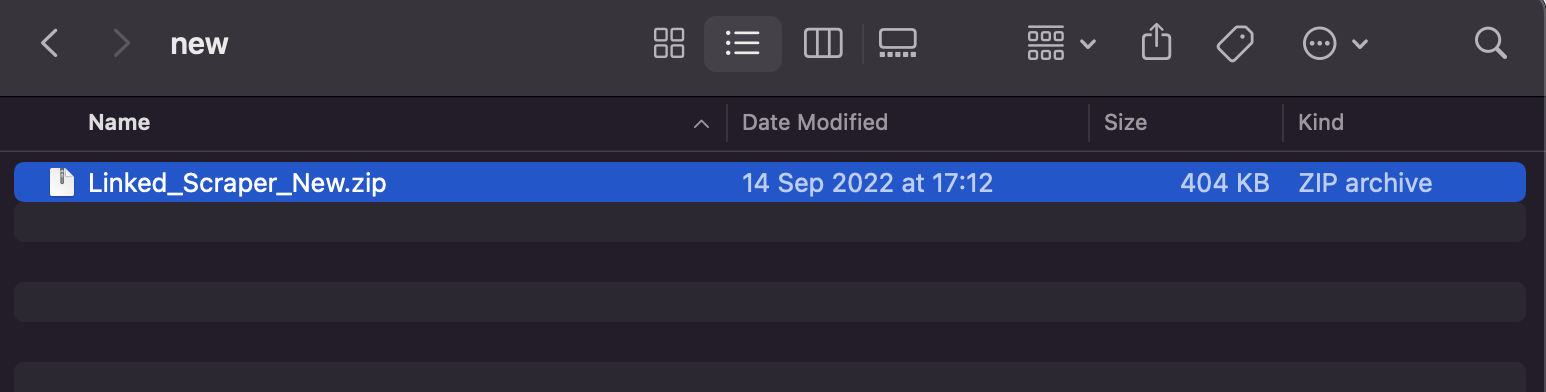 new
Name Date Modified Size Kind
Linked_Scraper_New.zip 14 Sep 2022 at 17:12 404 KB ZIP archive